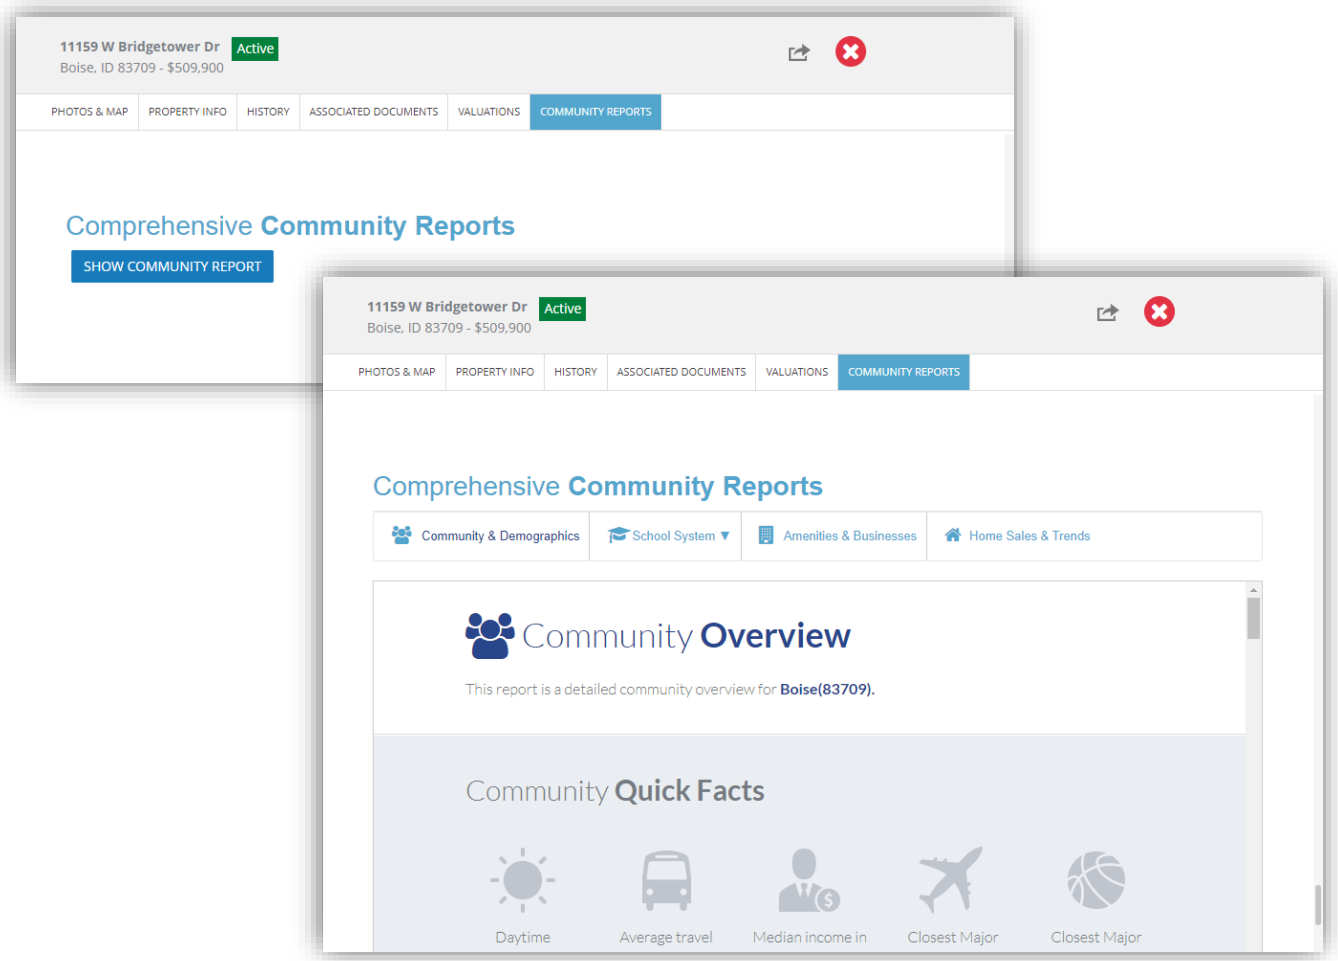 11159 W Bridgetower Dr Active
Boise, ID 83709 - $509,900
PHOTOS & MAP PROPERTY INFO HISTORY ASSOCIATED DOCUMENTS VALUATIONS COMMUNITY REPORTS
Comprehensive Community Reports
SHOW COMMUNITY REPORT
11159 W Bridgetower Dr Active
Boise, ID 83709 - $509,900
PHOTOS & MAP PROPERTY INFO HISTORY ASSOCIATED DOCUMENTS VALUATIONS COMMUNITY REPORTS
Comprehensive Community Reports
Community & Demographics School System ▼ Amenities & Businesses Home Sales & Trends
Community Overview
This report is a detailed community overview for Boise(83709).
Community Quick Facts
Daytime Average travel Median income in Closest Major Closest Major